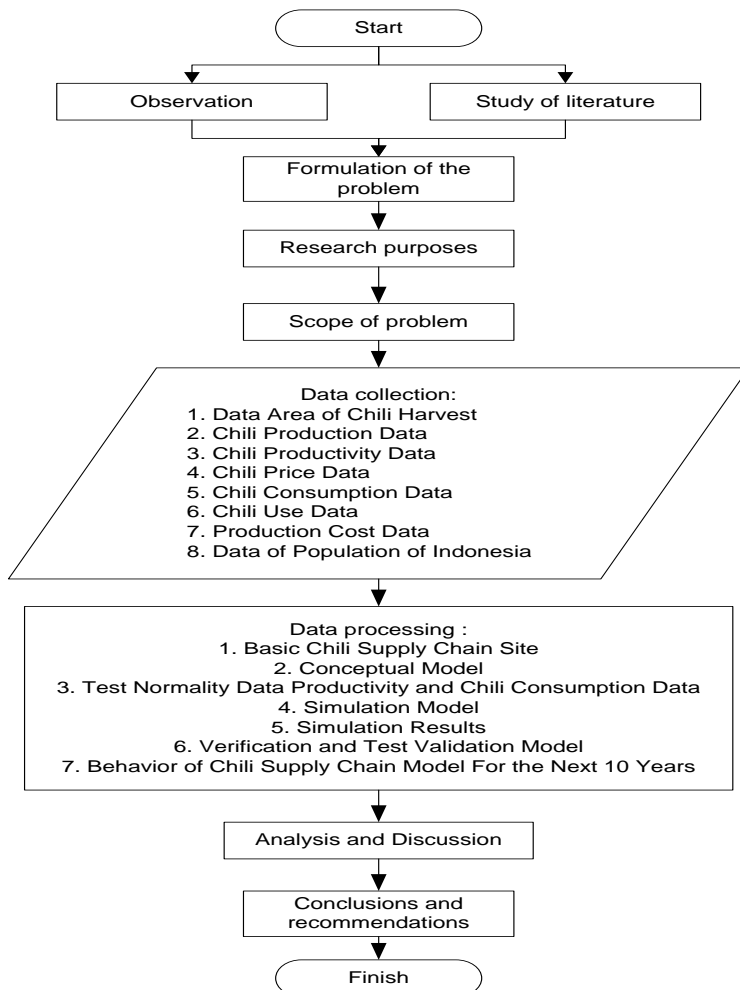 Start
Observation
Study of literature
Formulation of the
problem
Research purposes
Scope of problem
Data collection:
1. Data Area of Chili Harvest
2. Chili Production Data
3. Chili Productivity Data
4. Chili Price Data
5. Chili Consumption Data
6. Chili Use Data
7. Production Cost Data
8. Data of Population of Indonesia
Data processing :
1. Basic Chili Supply Chain Site
2. Conceptual Model
3. Test Normality Data Productivity and Chili Consumption Data
4. Simulation Model
5. Simulation Results
6. Verification and Test Validation Model
7. Behavior of Chili Supply Chain Model For the Next 10 Years
Analysis and Discussion
Conclusions and
recommendations
Finish